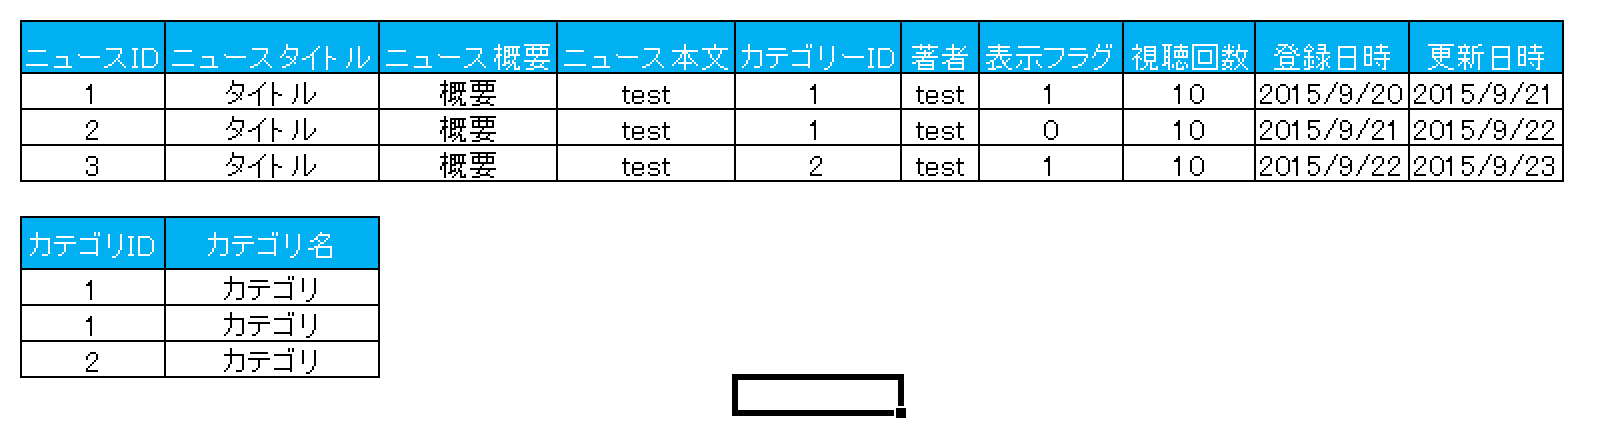 ニュースID ニュースタイトル ニュース概要 ニュース本文 カテゴリーID 著者 表示フラグ 視聴回数 登録日時 更新日時
1 タイトル 概要 test 1 test 1 10 2015/9/20 2015/9/21
2 タイトル 概要 test 1 test 0 10 2015/9/21 2015/9/22
3 タイトル 概要 test 2 test 1 10 2015/9/22 2015/9/23
カテゴリID カテゴリ名
1 カテゴリ
1 カテゴリ
2 カテゴリ